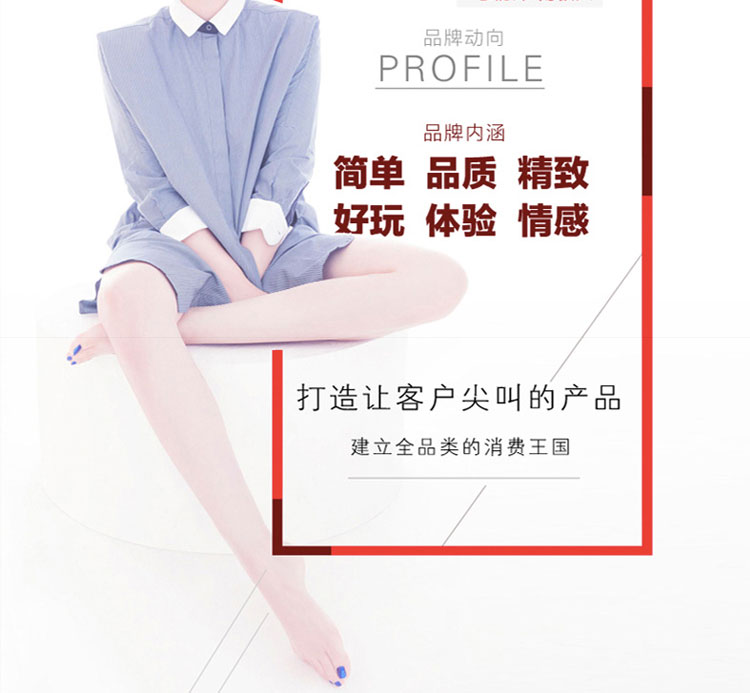 品牌动向
PROFILE
品牌内涵
简单 品质 精致
好玩 体验 情感
打造让客户尖叫的产品
建立全品类的消费王国